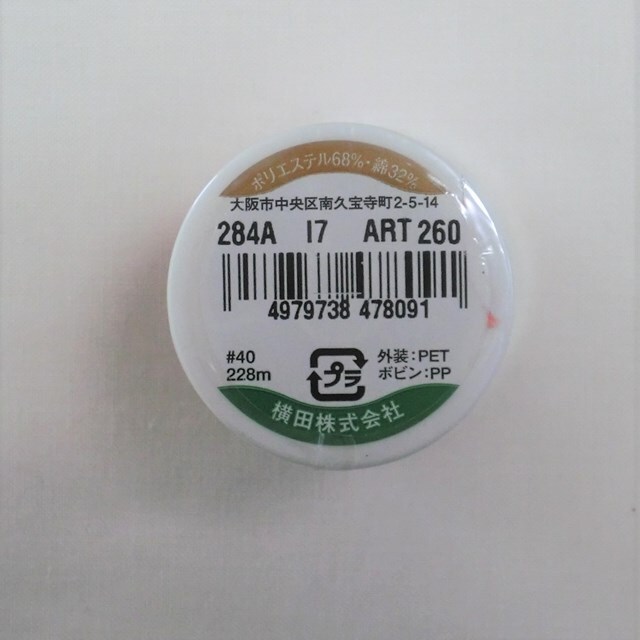 ポリエステル68%・綿32%
大阪市中央区南久宝寺町2-5-14
284A 17 ART 260
4979738 478091
#40
228m
プラ
外装:PET
ボビン:PP
横田株式会社